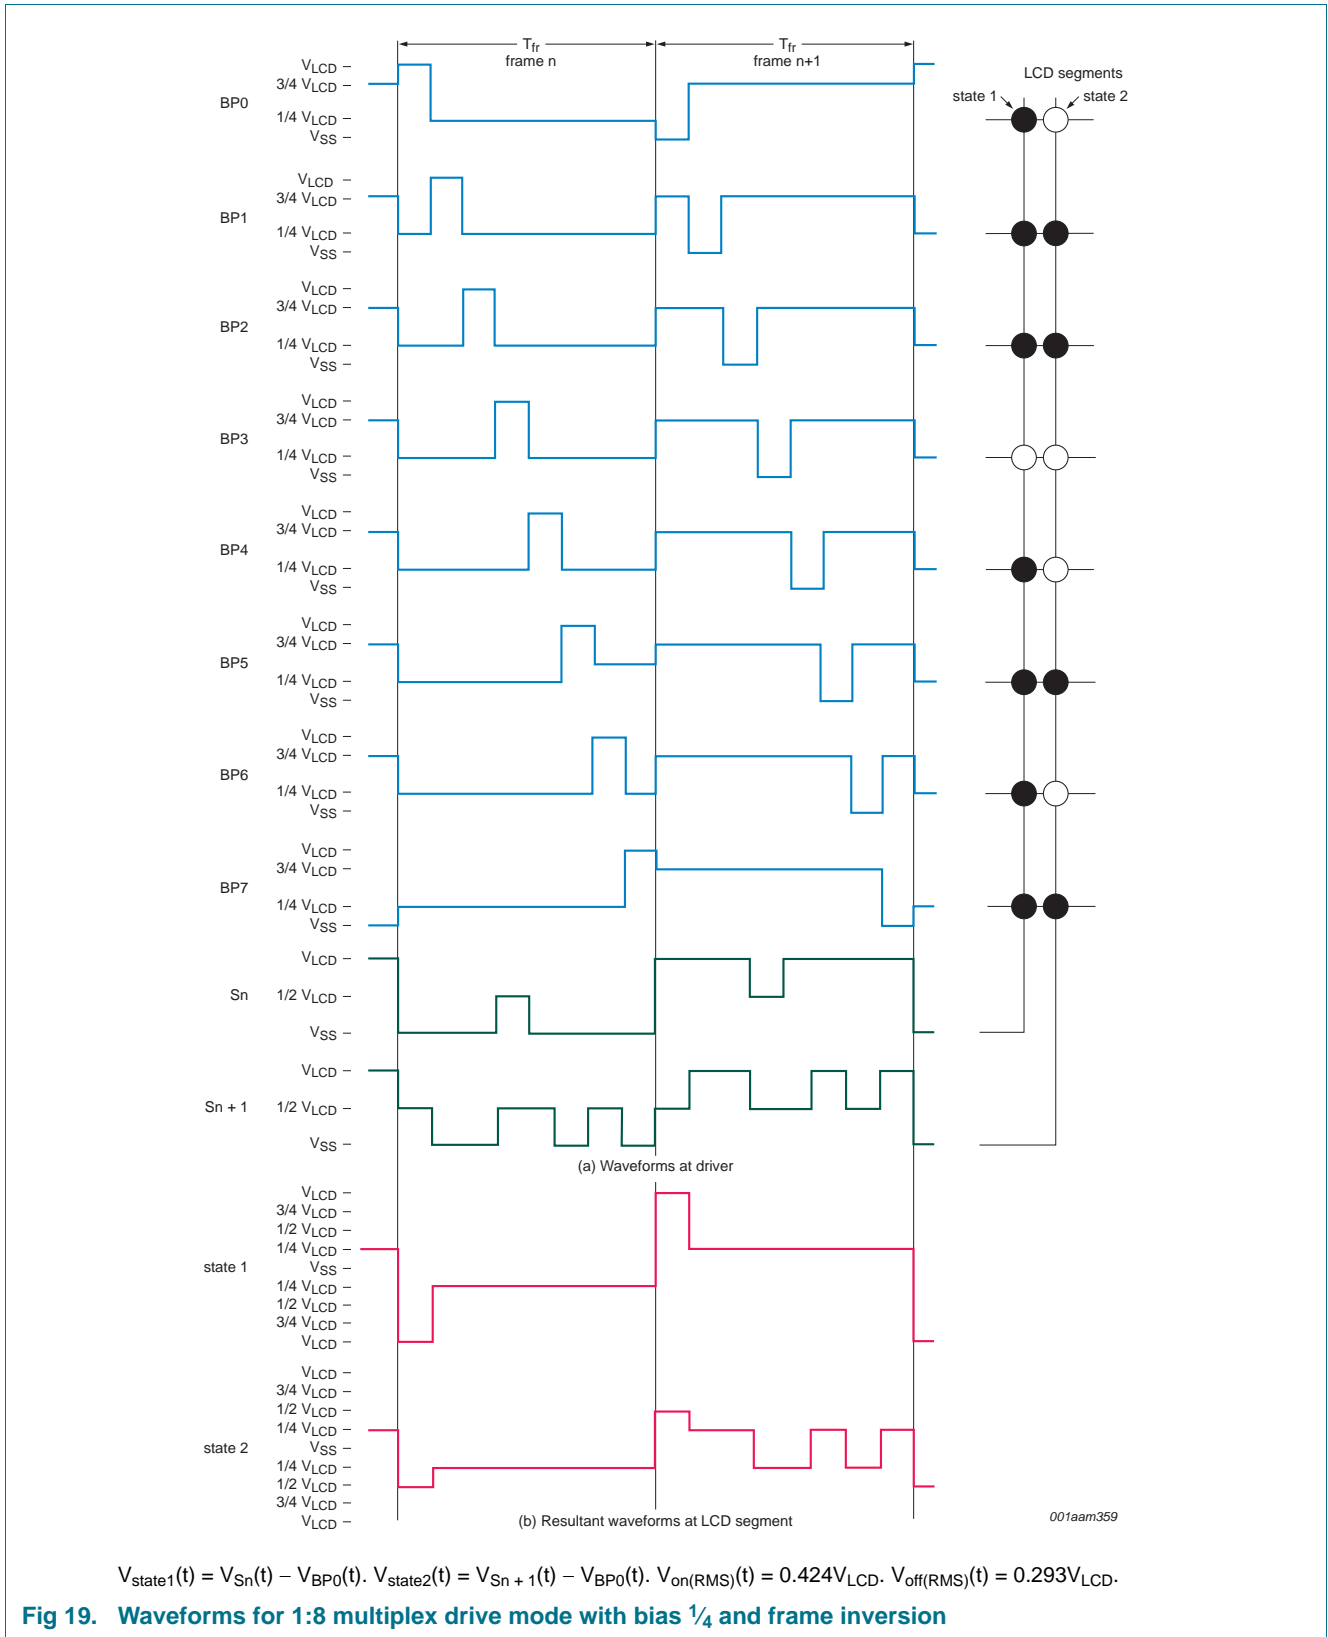 Tfr
Tfr
frame n
frame n+1
VLCD
3/4 VLCD
BP0
1/4 VLCD
VSS
LCD segments
state 1
state 2
VLCD
3/4 VLCD
BP1
1/4 VLCD
VSS
VLCD
3/4 VLCD
BP2
1/4 VLCD
VSS
VLCD
3/4 VLCD
BP3
1/4 VLCD
VSS
VLCD
3/4 VLCD
BP4
1/4 VLCD
VSS
VLCD
3/4 VLCD
BP5
1/4 VLCD
VSS
VLCD
3/4 VLCD
BP6
1/4 VLCD
VSS
VLCD
3/4 VLCD
BP7
1/4 VLCD
VSS
VLCD
Sn
1/2 VLCD
VSS
VLCD
Sn + 1
1/2 VLCD
VSS
(a) Waveforms at driver
VLCD
3/4 VLCD
1/2 VLCD
1/4 VLCD
state 1
VSS
1/4 VLCD
1/2 VLCD
3/4 VLCD
VLCD
VLCD
3/4 VLCD
1/2 VLCD
1/4 VLCD
state 2
VSS
1/4 VLCD
1/2 VLCD
3/4 VLCD
VLCD
(b) Resultant waveforms at LCD segment
001aam359
Vstate1(t) = VSn(t) − VBP0(t). Vstate2(t) = VSn + 1(t) − VBP0(t). Von(RMS)(t) = 0.424VLCD. Voff(RMS)(t) = 0.293VLCD.
Fig 19. Waveforms for 1:8 multiplex drive mode with bias 1⁄4 and frame inversion